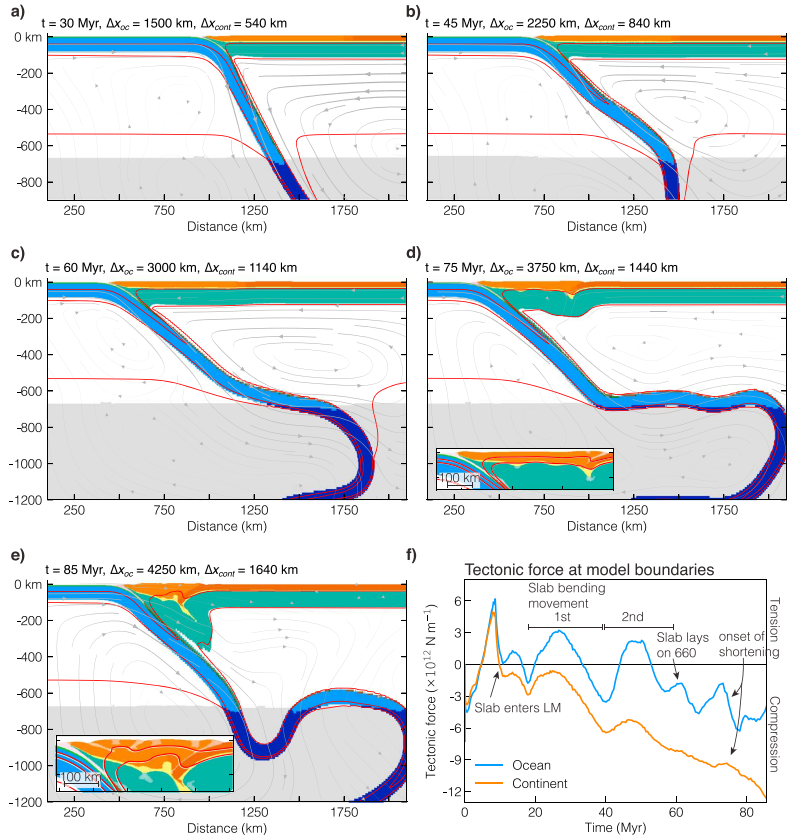 a)
t = 30 Myr, Δx_oc = 1500 km, Δx_cont = 540 km
0 km
-200
-400
-600
-800
250
750
1250
1750
Distance (km)
b)
t = 45 Myr, Δx_oc = 2250 km, Δx_cont = 840 km
0 km
-200
-400
-600
-800
250
750
1250
1750
Distance (km)
c)
t = 60 Myr, Δx_oc = 3000 km, Δx_cont = 1140 km
0 km
-200
-400
-600
-800
-1000
-1200
250
750
1250
1750
Distance (km)
d)
t = 75 Myr, Δx_oc = 3750 km, Δx_cont = 1440 km
0 km
-200
-400
-600
-800
-1000
-1200
100 km
250
750
1250
1750
Distance (km)
e)
t = 85 Myr, Δx_oc = 4250 km, Δx_cont = 1640 km
0 km
-200
-400
-600
-800
-1000
-1200
100 km
250
750
1250
1750
Distance (km)
f)
Tectonic force at model boundaries
Tectonic force (×10¹² N m⁻¹)
6
3
0
-3
-6
-9
-12
Slab bending
movement
1st
2nd
Slab lays
on 660
onset of
shortening
Slab enters LM
Tension
Compression
Ocean
Continent
0
20
40
60
80
Time (Myr)